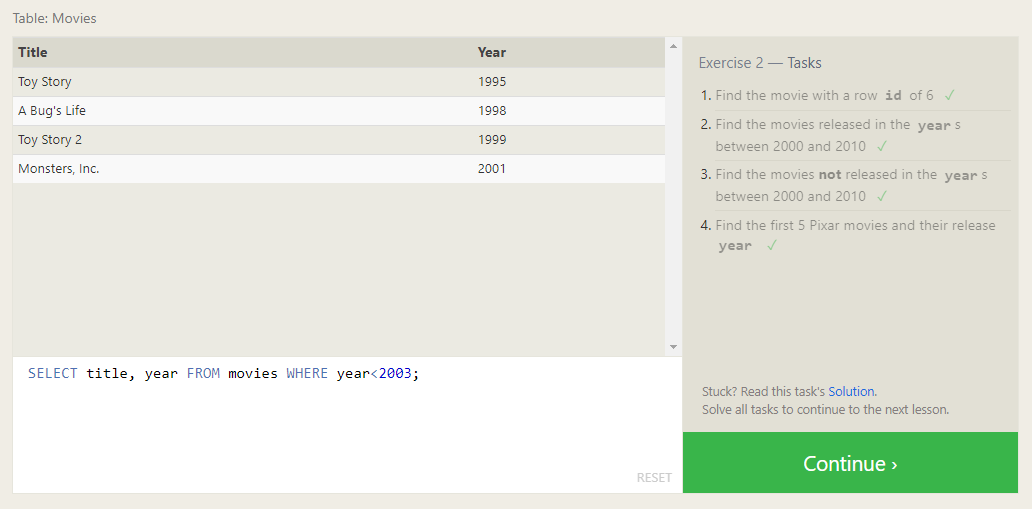 Table: Movies
Title Year
Toy Story 1995
A Bug's Life 1998
Toy Story 2 1999
Monsters, Inc. 2001
SELECT title, year FROM movies WHERE year<2003;
RESET
Exercise 2 — Tasks
1. Find the movie with a row id of 6 ✓
2. Find the movies released in the year s
between 2000 and 2010 ✓
3. Find the movies not released in the year s
between 2000 and 2010 ✓
4. Find the first 5 Pixar movies and their release
year ✓
Stuck? Read this task's Solution.
Solve all tasks to continue to the next lesson.
Continue ›